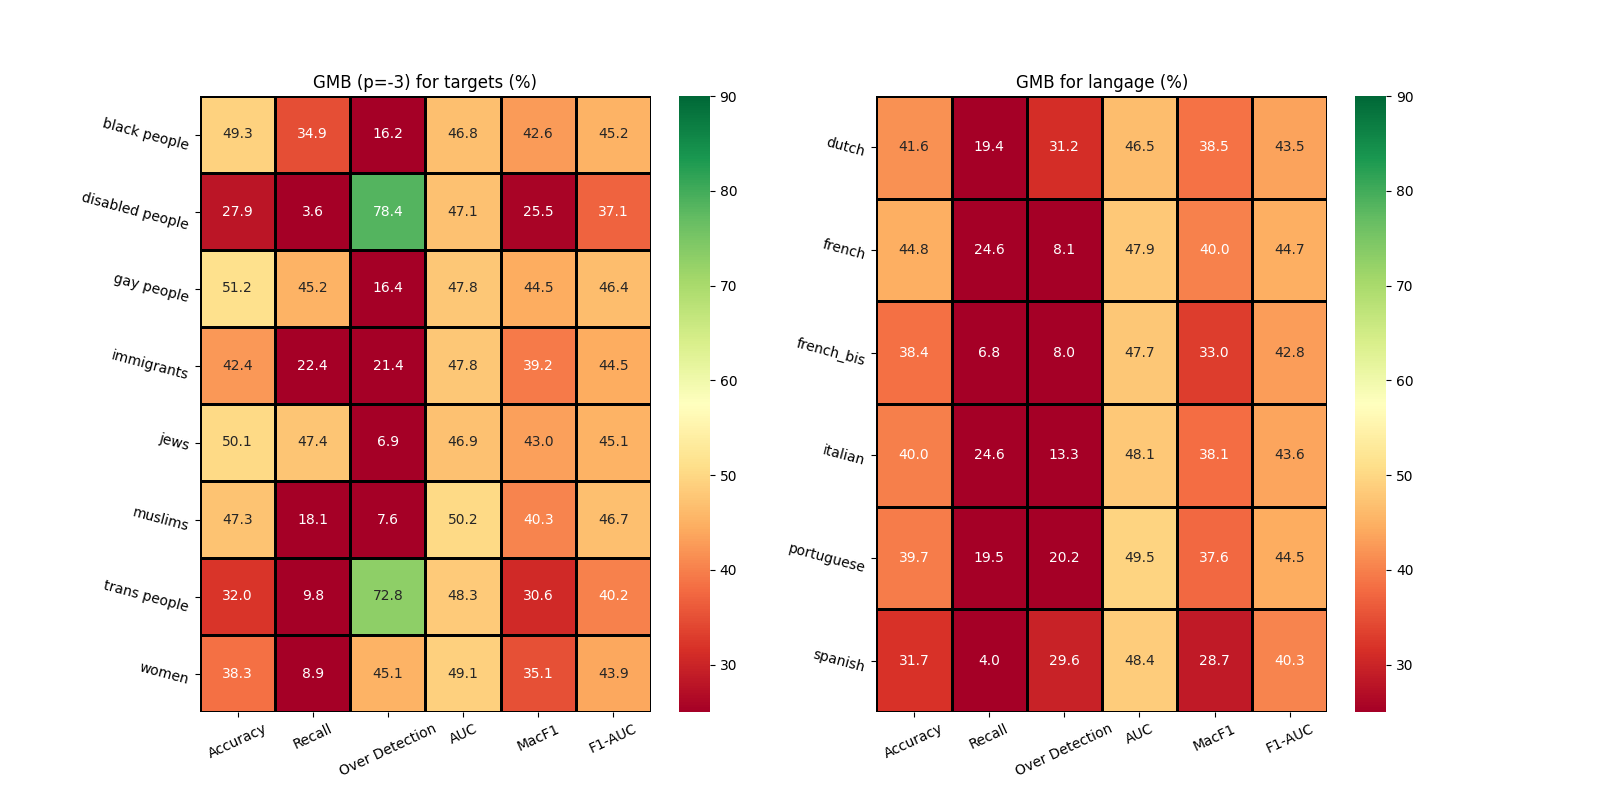 GMB (p=-3) for targets (%)
black people 49.3 34.9 16.2 46.8 42.6 45.2
disabled people 27.9 3.6 78.4 47.1 25.5 37.1
gay people 51.2 45.2 16.4 47.8 44.5 46.4
immigrants 42.4 22.4 21.4 47.8 39.2 44.5
jews 50.1 47.4 6.9 46.9 43.0 45.1
muslims 47.3 18.1 7.6 50.2 40.3 46.7
trans people 32.0 9.8 72.8 48.3 30.6 40.2
women 38.3 8.9 45.1 49.1 35.1 43.9
Accuracy Recall Over Detection AUC MacF1 F1-AUC
90
80
70
60
50
40
30
GMB for langage (%)
dutch 41.6 19.4 31.2 46.5 38.5 43.5
french 44.8 24.6 8.1 47.9 40.0 44.7
french_bis 38.4 6.8 8.0 47.7 33.0 42.8
italian 40.0 24.6 13.3 48.1 38.1 43.6
portuguese 39.7 19.5 20.2 49.5 37.6 44.5
spanish 31.7 4.0 29.6 48.4 28.7 40.3
Accuracy Recall Over Detection AUC MacF1 F1-AUC
90
80
70
60
50
40
30